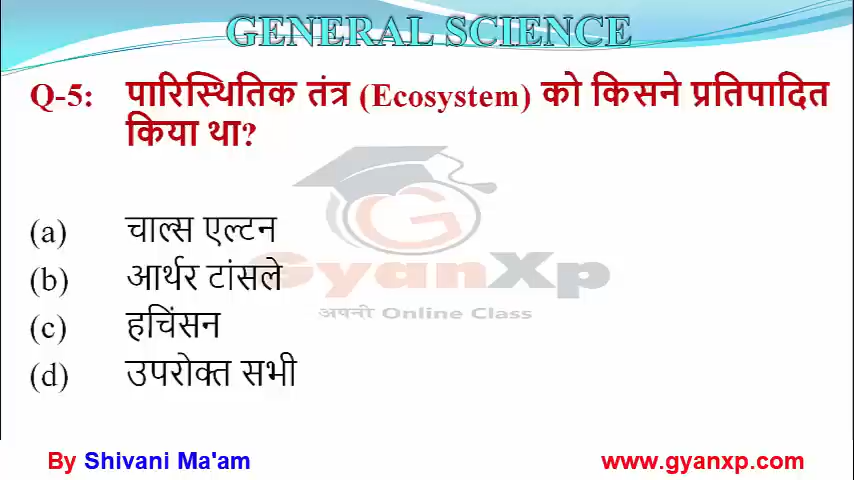 GENERAL SCIENCE
Q-5: पारिस्थितिक तंत्र (Ecosystem) को किसने प्रतिपादित
किया था?
(a) चाल्स एल्टन
(b) आर्थर टांसले
(c) हचिंसन
(d) उपरोक्त सभी
GyanXp
अपनी Online Class
By Shivani Ma'am
www.gyanxp.com